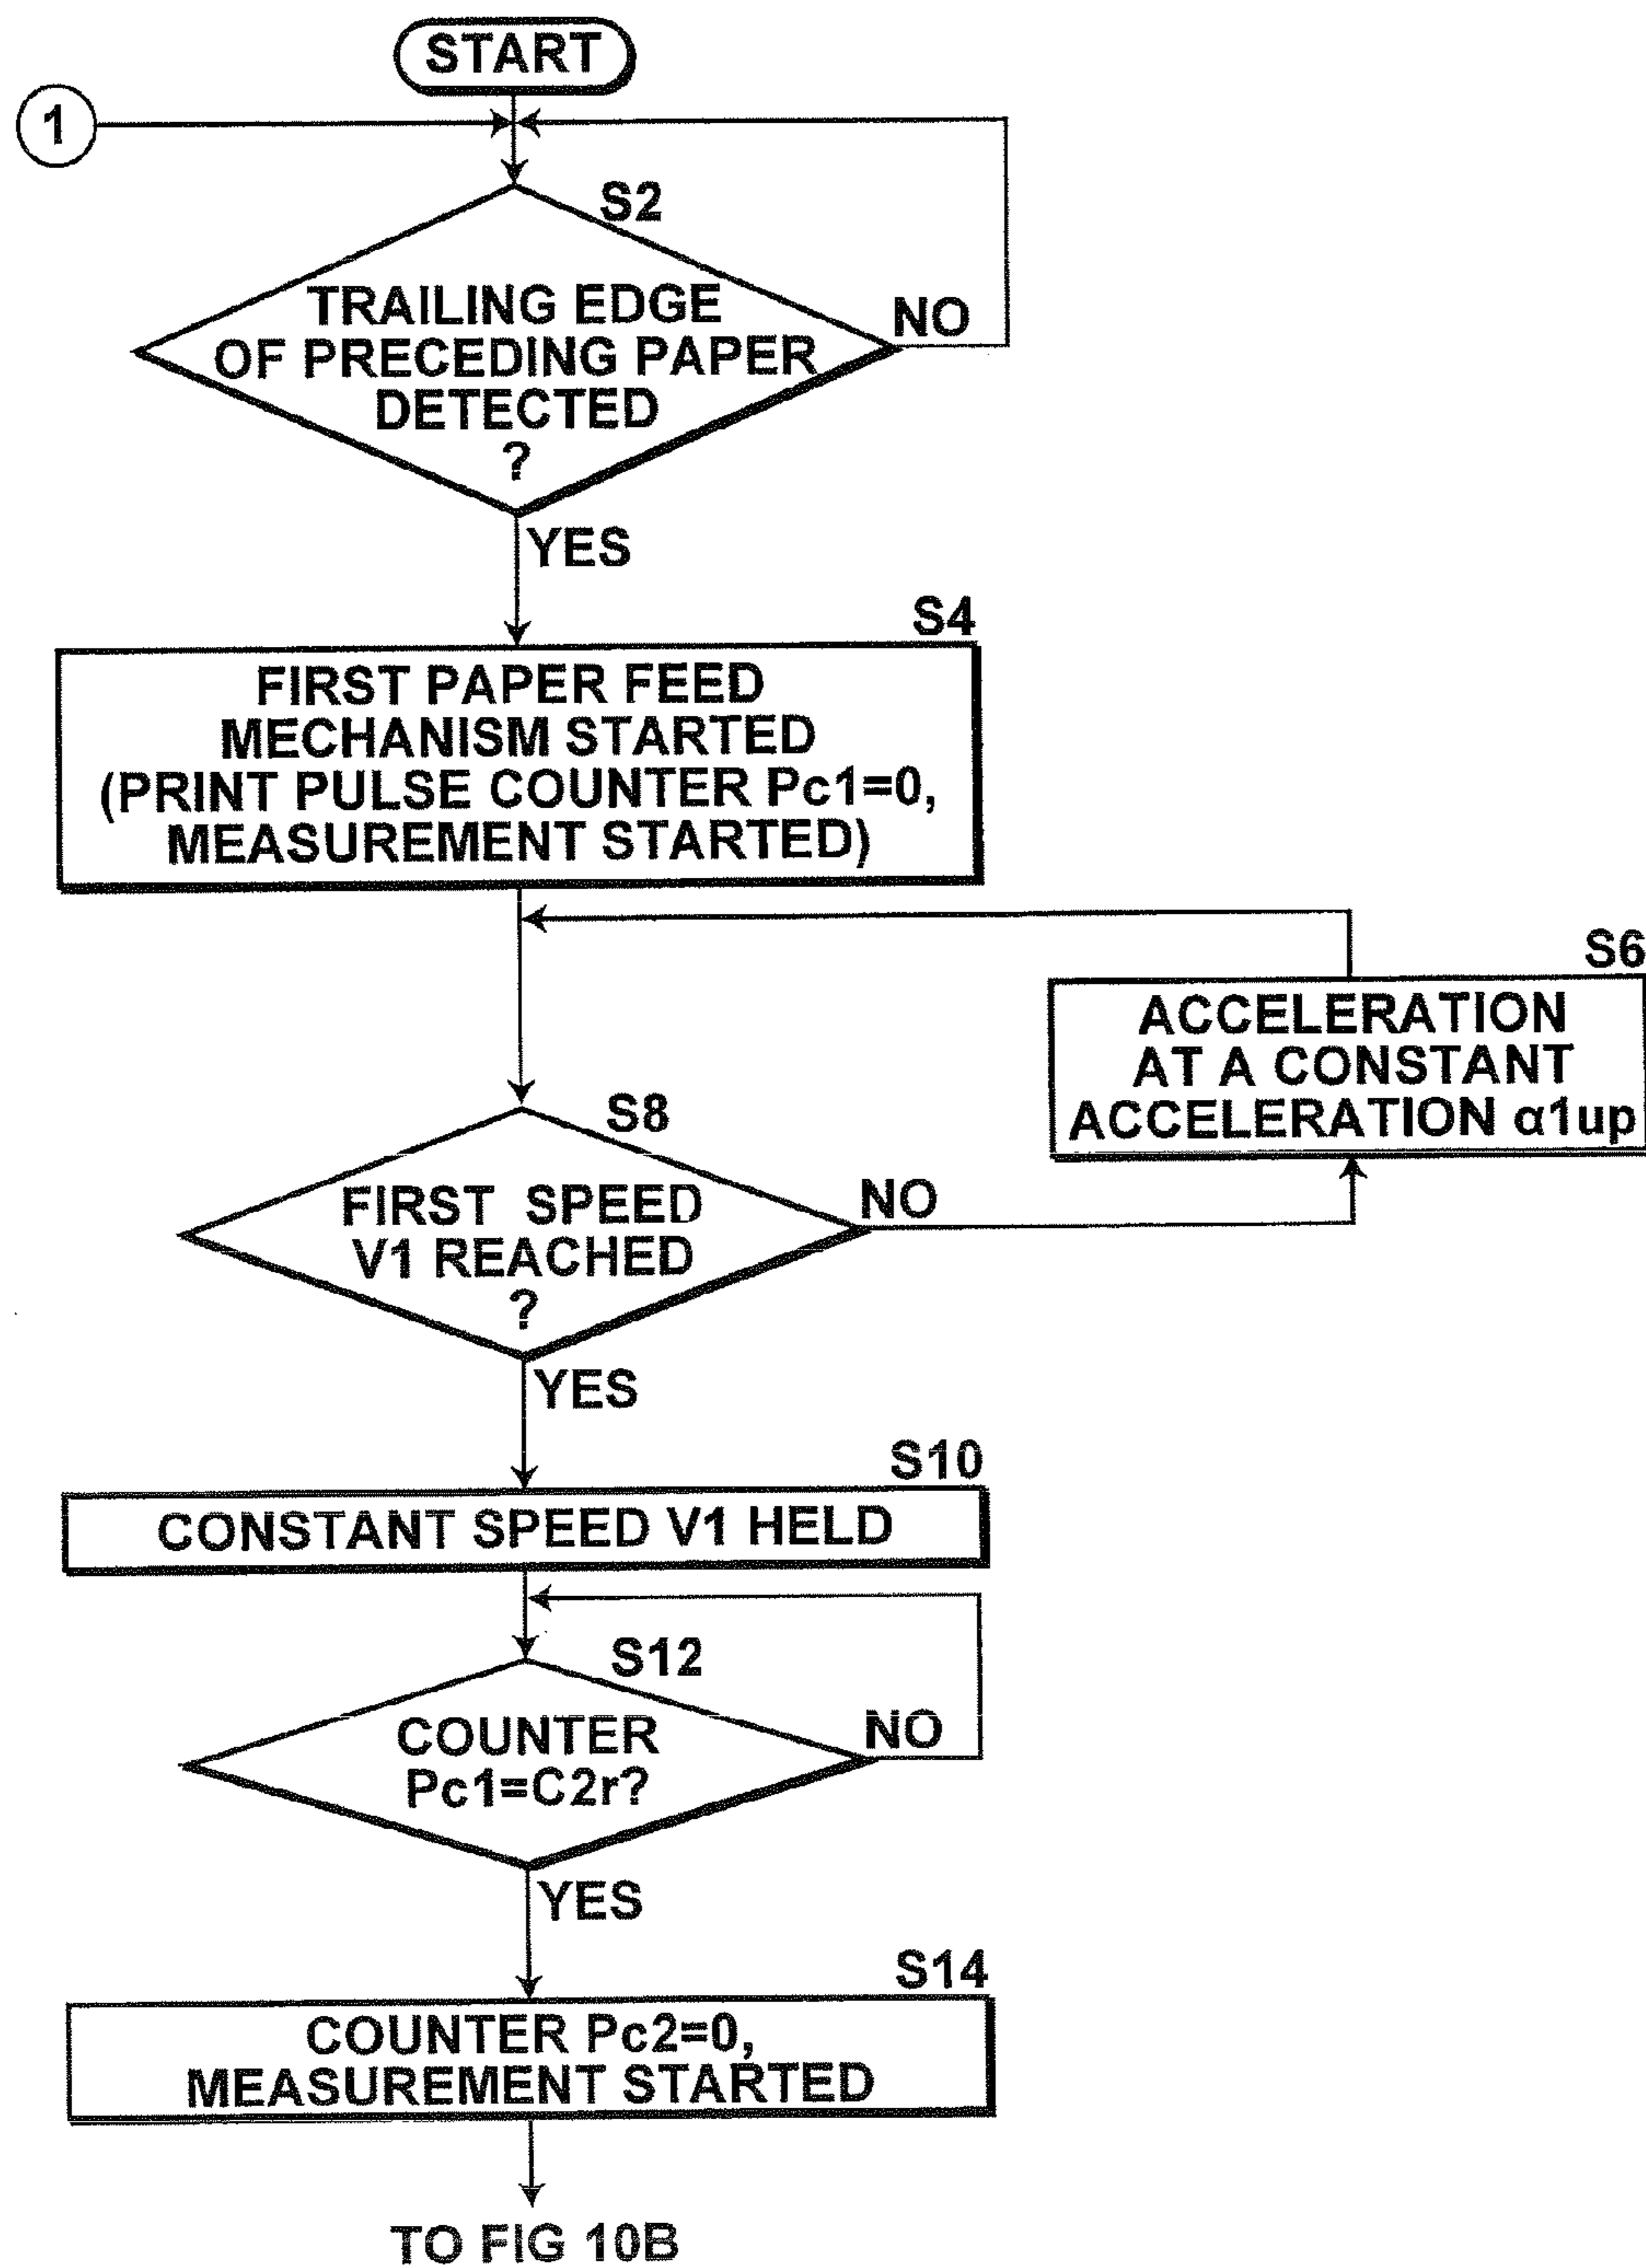 START
1
S2
TRAILING EDGE
OF PRECEDING PAPER
DETECTED
?
NO
YES
S4
FIRST PAPER FEED
MECHANISM STARTED
(PRINT PULSE COUNTER Pc1=0,
MEASUREMENT STARTED)
S6
ACCELERATION
AT A CONSTANT
ACCELERATION α1up
S8
FIRST SPEED
V1 REACHED
?
NO
YES
S10
CONSTANT SPEED V1 HELD
S12
COUNTER
Pc1=C2r?
NO
YES
S14
COUNTER Pc2=0,
MEASUREMENT STARTED
TO FIG 10B